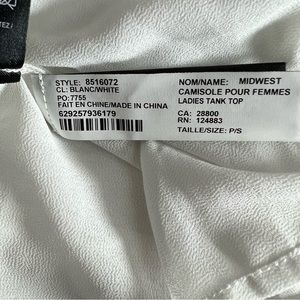 TEZ /
STYLE: 8516072
CL: BLANC/WHITE
PO:7755
FAIT EN CHINE/MADE IN CHINA
629257936179
NOM/NAME: MIDWEST
CAMISOLE POUR FEMMES
LADIES TANK TOP
CA: 28800
RN: 124883
TAILLE/SIZE: P/S